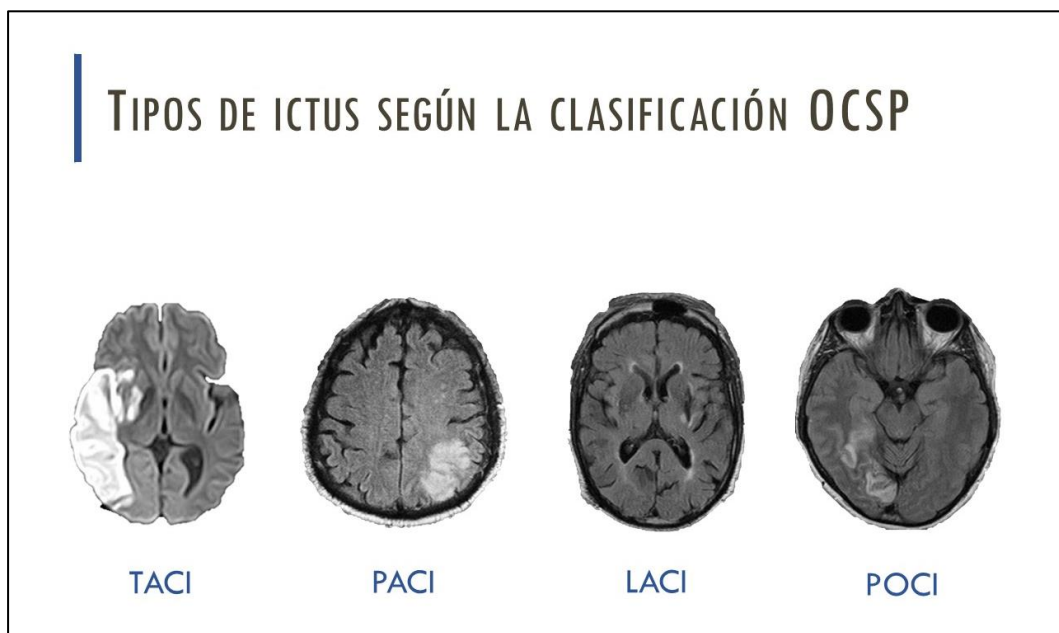 Tipos de ictus según la clasificación OCSP
TACI
PACI
LACI
POCI